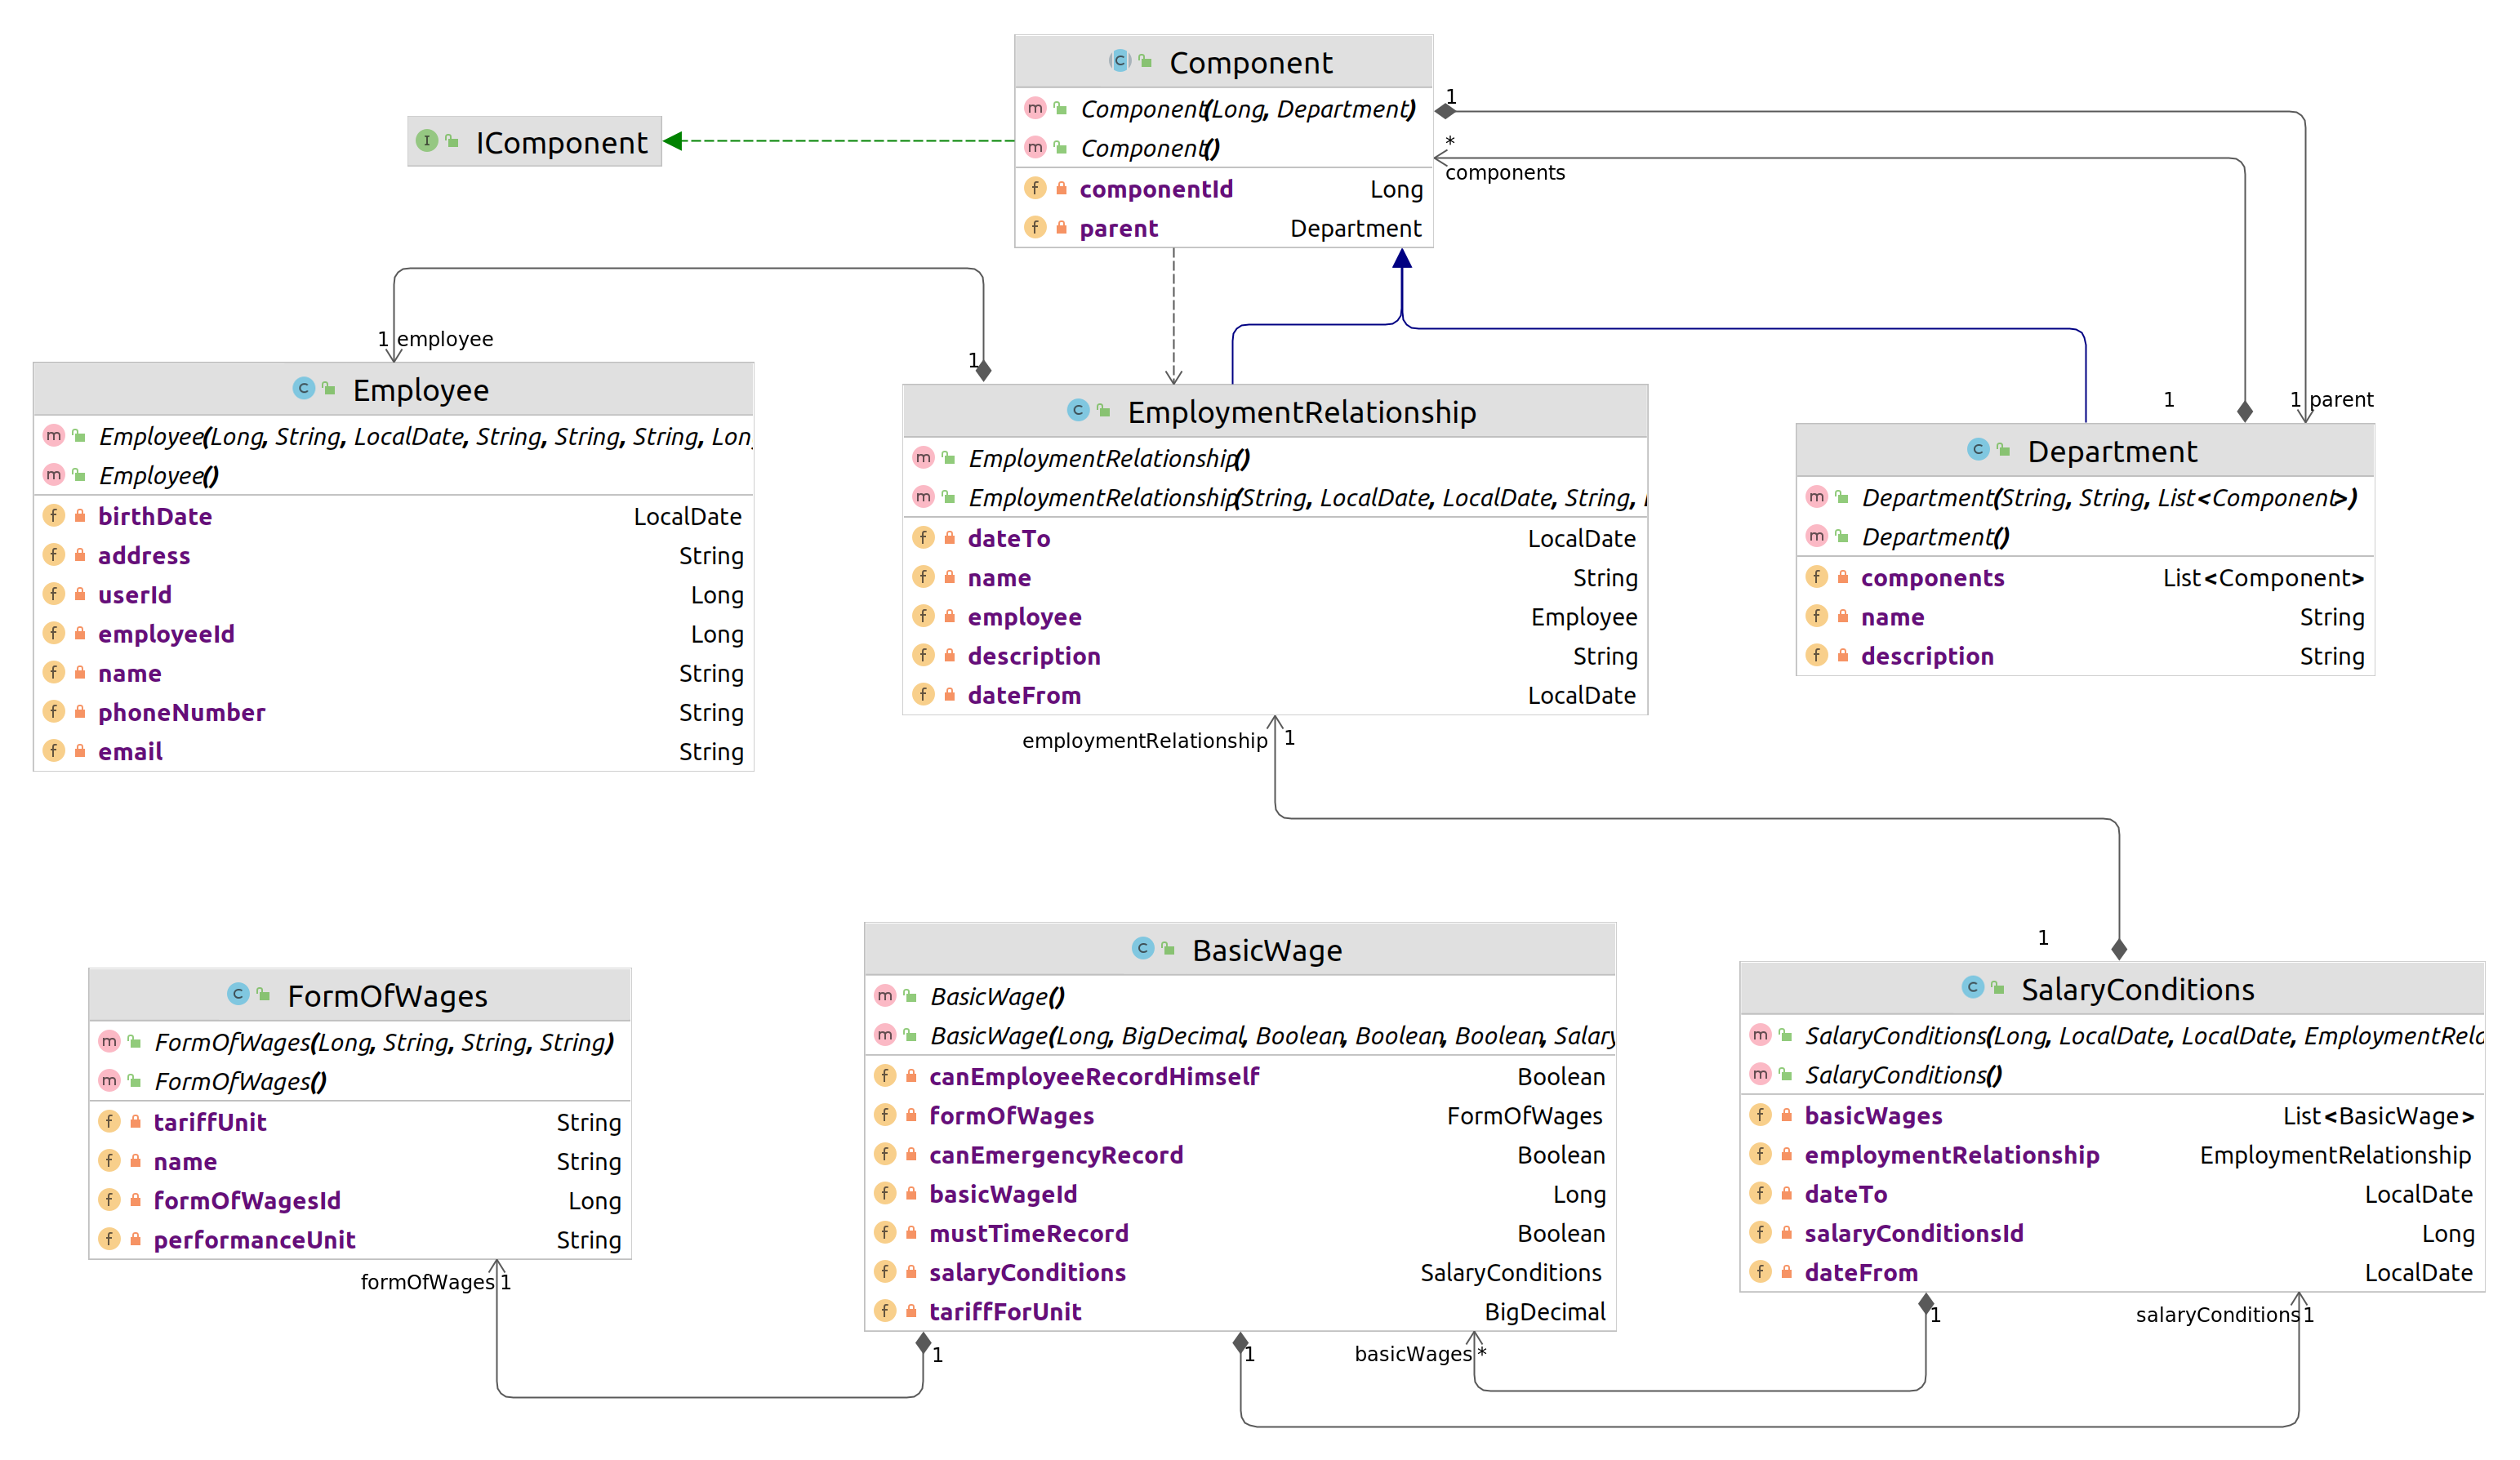 Component
Component(Long, Department)
Component()
componentId Long
parent Department
IComponent
1
*
components
1 employee
1
1
1 parent
Employee
Employee(Long, String, LocalDate, String, String, String, Lon
Employee()
birthDate LocalDate
address String
userId Long
employeeId Long
name String
phoneNumber String
email String
EmploymentRelationship
EmploymentRelationship()
EmploymentRelationship(String, LocalDate, LocalDate, String,
dateTo LocalDate
name String
employee Employee
description String
dateFrom LocalDate
Department
Department(String, String, List<Component>)
Department()
components List<Component>
name String
description String
employmentRelationship 1
1
FormOfWages
FormOfWages(Long, String, String, String)
FormOfWages()
tariffUnit String
name String
formOfWagesId Long
performanceUnit String
BasicWage
BasicWage()
BasicWage(Long, BigDecimal, Boolean, Boolean, Boolean, Salary
canEmployeeRecordHimself Boolean
formOfWages FormOfWages
canEmergencyRecord Boolean
basicWageId Long
mustTimeRecord Boolean
salaryConditions SalaryConditions
tariffForUnit BigDecimal
SalaryConditions
SalaryConditions(Long, LocalDate, LocalDate, EmploymentRela
SalaryConditions()
basicWages List<BasicWage>
employmentRelationship EmploymentRelationship
dateTo LocalDate
salaryConditionsId Long
dateFrom LocalDate
formOfWages 1
1
1
basicWages *
1
salaryConditions 1